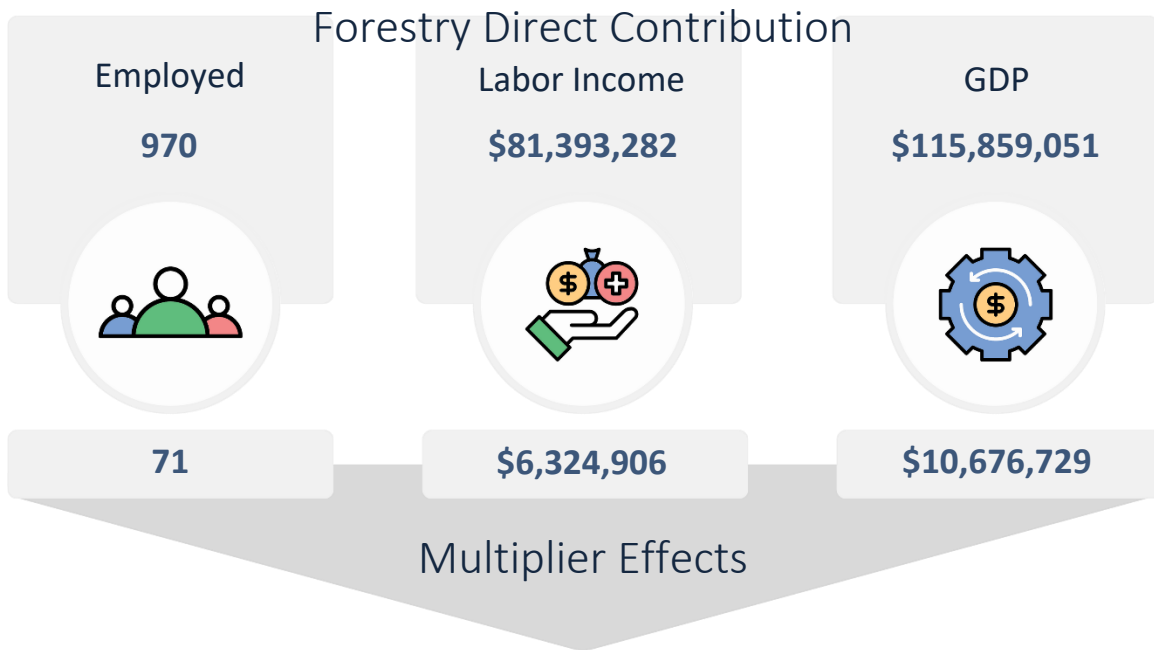 Forestry Direct Contribution
Employed
Labor Income
GDP
970
$81,393,282
$115,859,051
$
$
71
$6,324,906
$10,676,729
Multiplier Effects